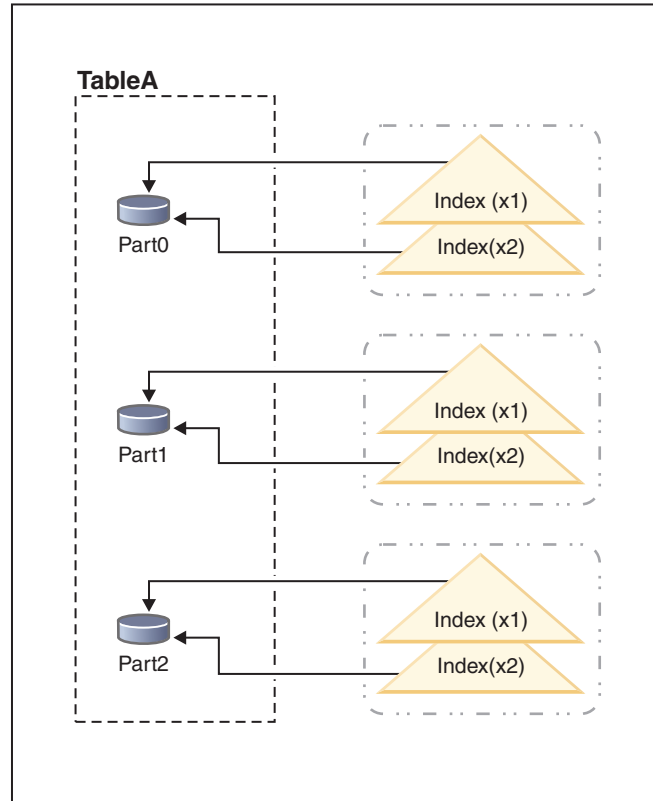 TableA
Index (x1)
Index(x2)
Part0
Index (x1)
Index(x2)
Part1
Index (x1)
Index(x2)
Part2